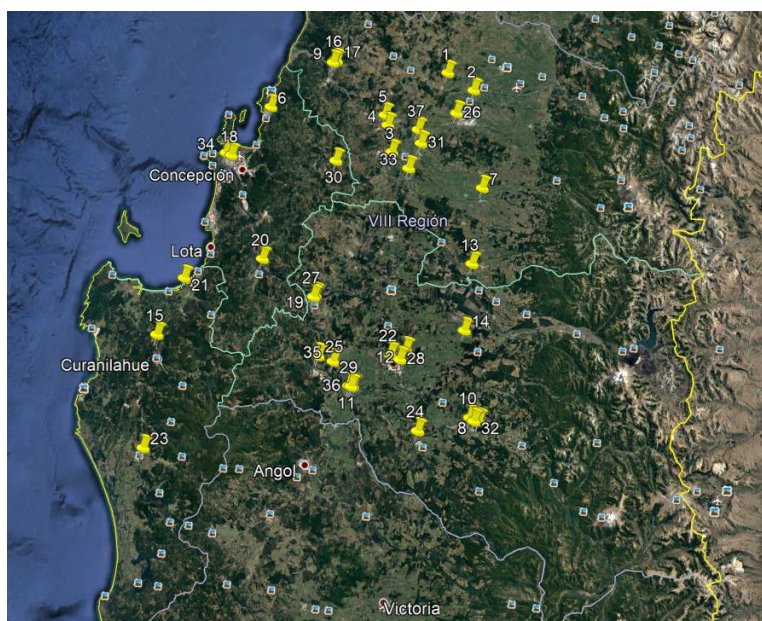 16
9 17 1
2
5 6
4 37 26
3 31
34 18 33
Concepción 30 7
VIII Región
Lota 20 13
21 27
19
15 14
22
Curanilahue 35 25 12 28
29
36
11 10
24 8 32
23
Angol
Victoria